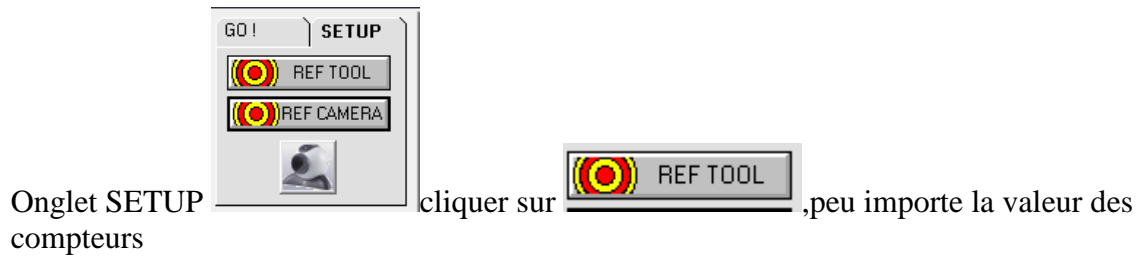 GO! SETUP
REF TOOL
REF CAMERA
Onglet SETUP cliquer sur REF TOOL ,peu importe la valeur des
compteurs